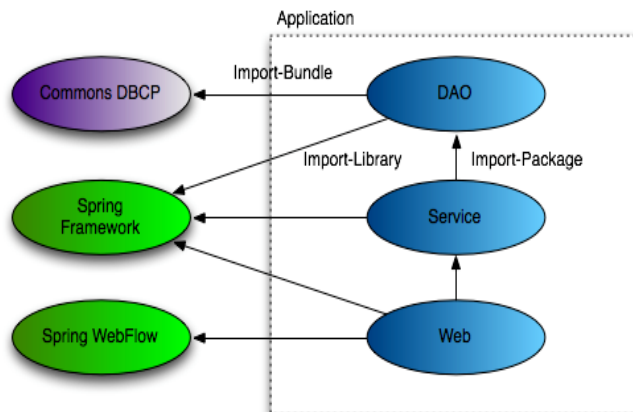 Application
Import-Bundle
Commons DBCP
DAO
Import-Library
Import-Package
Spring
Framework
Service
Spring WebFlow
Web